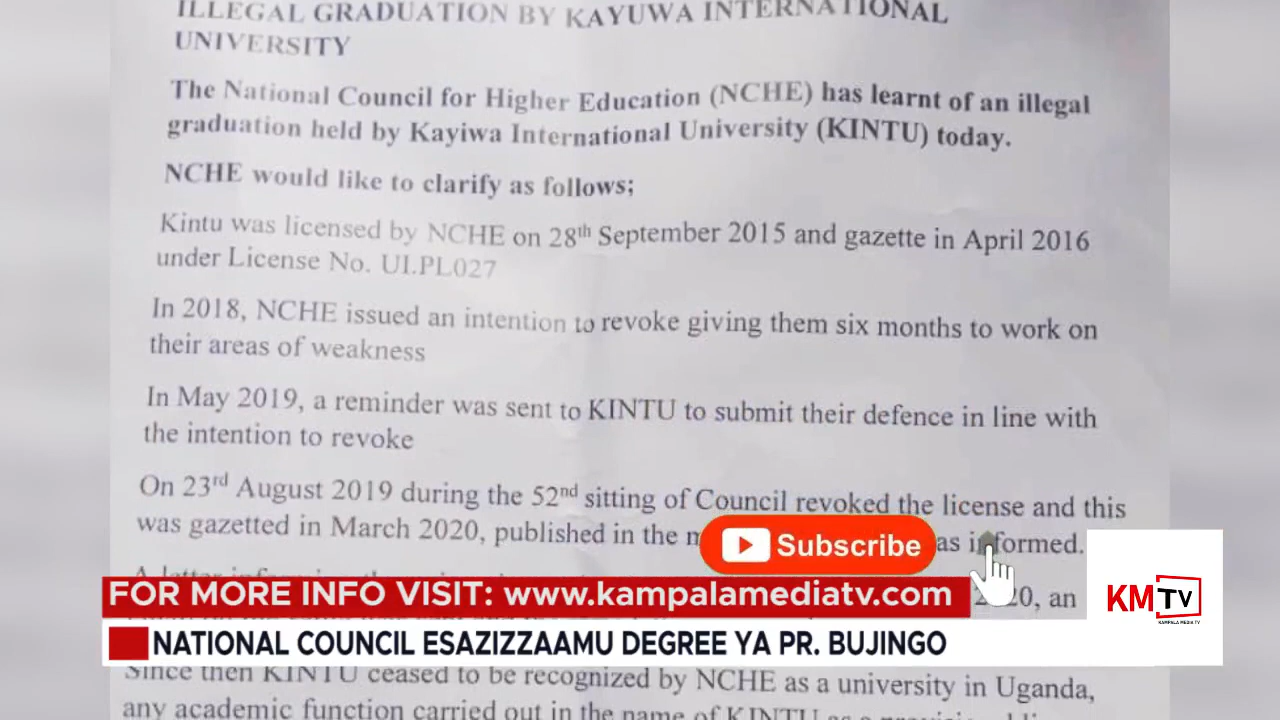 ILLEGAL GRADUATION BY KAYUWA INTERNATIONAL
UNIVERSITY
The National Council for Higher Education (NCHE) has learnt of an illegal
graduation held by Kayiwa International University (KINTU) today.
NCHE would like to clarify as follows;
Kintu was licensed by NCHE on 28th September 2015 and gazette in April 2016
under License No. UI.PL027
In 2018, NCHE issued an intention to revoke giving them six months to work on
their areas of weakness
In May 2019, a reminder was sent to KINTU to submit their defence in line with
the intention to revoke
On 23rd August 2019 during the 52nd sitting of Council revoked the license and this
was gazetted in March 2020, published in the
Subscribe
as informed.
A letter informing
FOR MORE INFO VISIT: www.kampalamediatv.com
an
KMTV
KAMPALA MEDIA TV
NATIONAL COUNCIL ESAZIZZAAMU DEGREE YA PR. BUJINGO
Since then KINTU ceased to be recognized by NCHE as a university in Uganda,
any academic function carried out in the name of KINTU